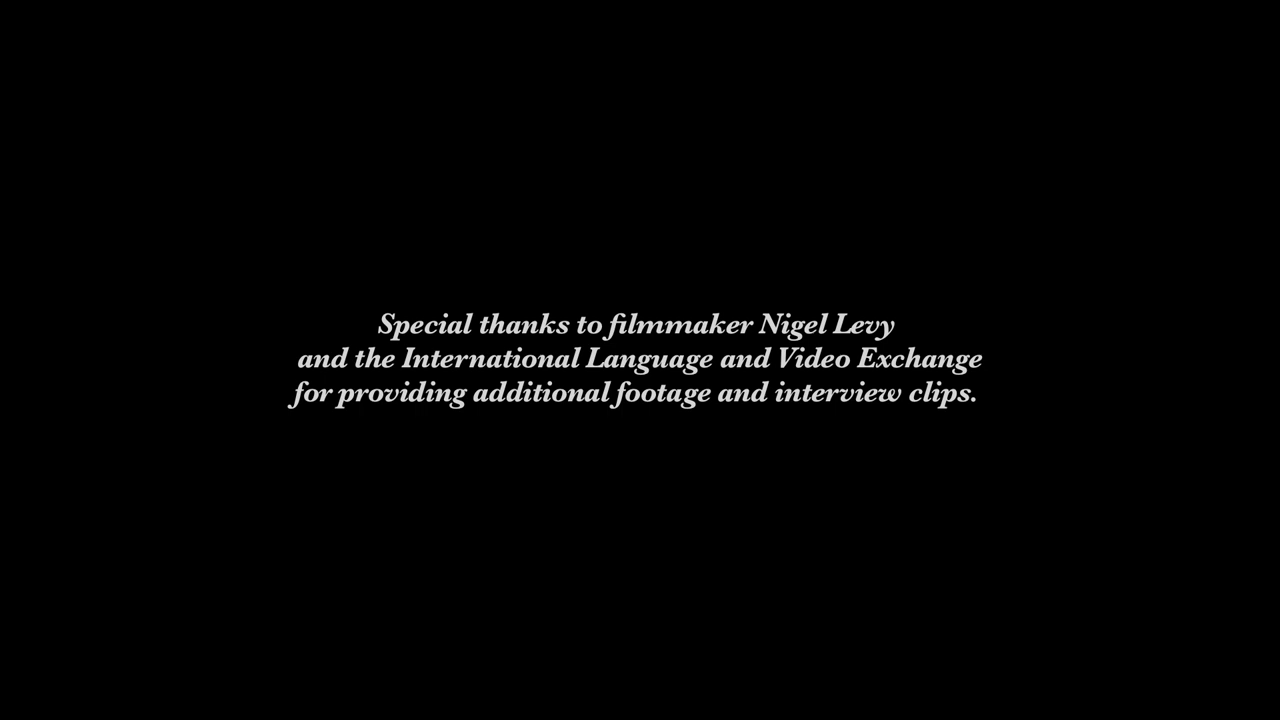 Special thanks to filmmaker Nigel Levy
and the International Language and Video Exchange
for providing additional footage and interview clips.